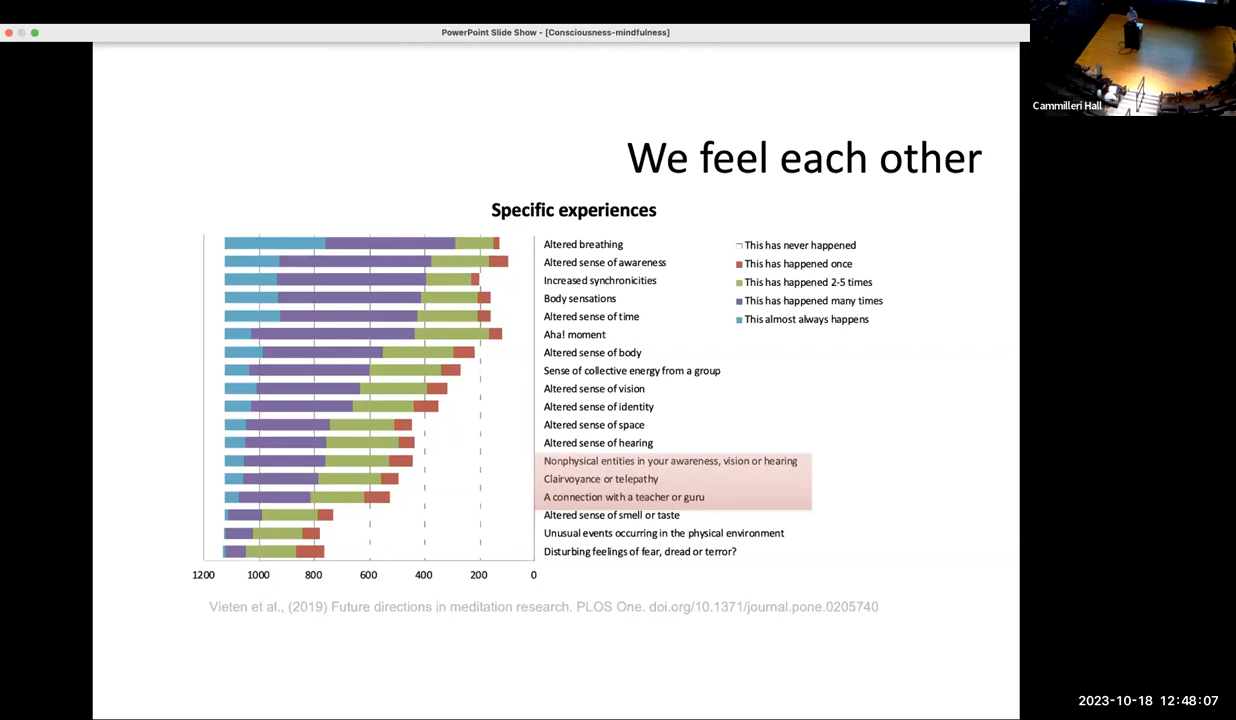 PowerPoint Slide Show - [Consciousness-mindfulness]
Cammilleri Hall
We feel each other
Specific experiences
Altered breathing
Altered sense of awareness
Increased synchronicities
Body sensations
Altered sense of time
Aha! moment
Altered sense of body
Sense of collective energy from a group
Altered sense of vision
Altered sense of identity
Altered sense of space
Altered sense of hearing
Nonphysical entities in your awareness, vision or hearing
Clairvoyance or telepathy
A connection with a teacher or guru
Altered sense of smell or taste
Unusual events occurring in the physical environment
Disturbing feelings of fear, dread or terror?
This has never happened
This has happened once
This has happened 2-5 times
This has happened many times
This almost always happens
1200 1000 800 600 400 200 0
Vieten et al., (2019) Future directions in meditation research. PLOS One. doi.org/10.1371/journal.pone.0205740
2023-10-18 12:48:07